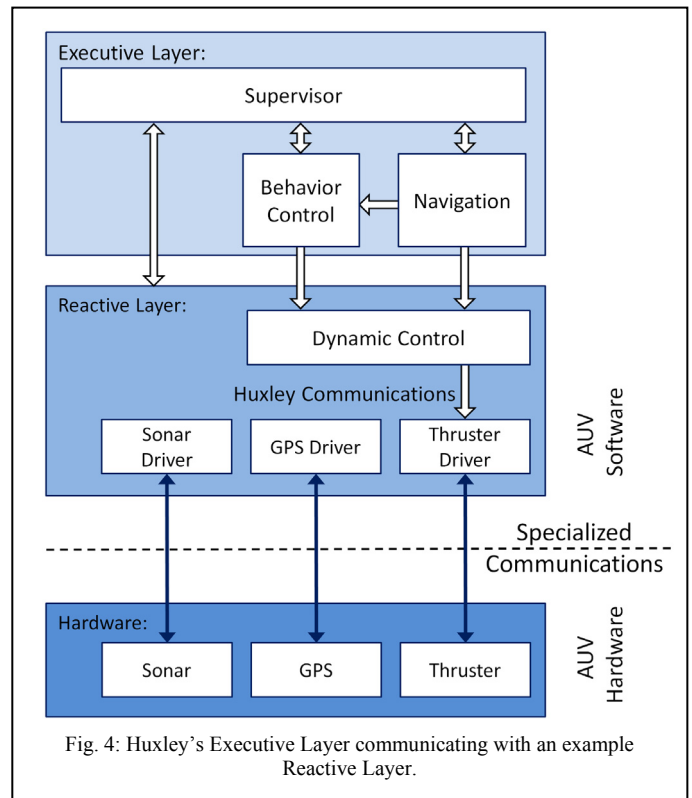 Executive Layer:
Supervisor
Behavior
Control
Navigation
Reactive Layer:
Dynamic Control
Huxley Communications
Sonar
Driver
GPS Driver
Thruster
Driver
AUV
Software
Specialized
Communications
Hardware:
Sonar
GPS
Thruster
AUV
Hardware
Fig. 4: Huxley’s Executive Layer communicating with an example
Reactive Layer.